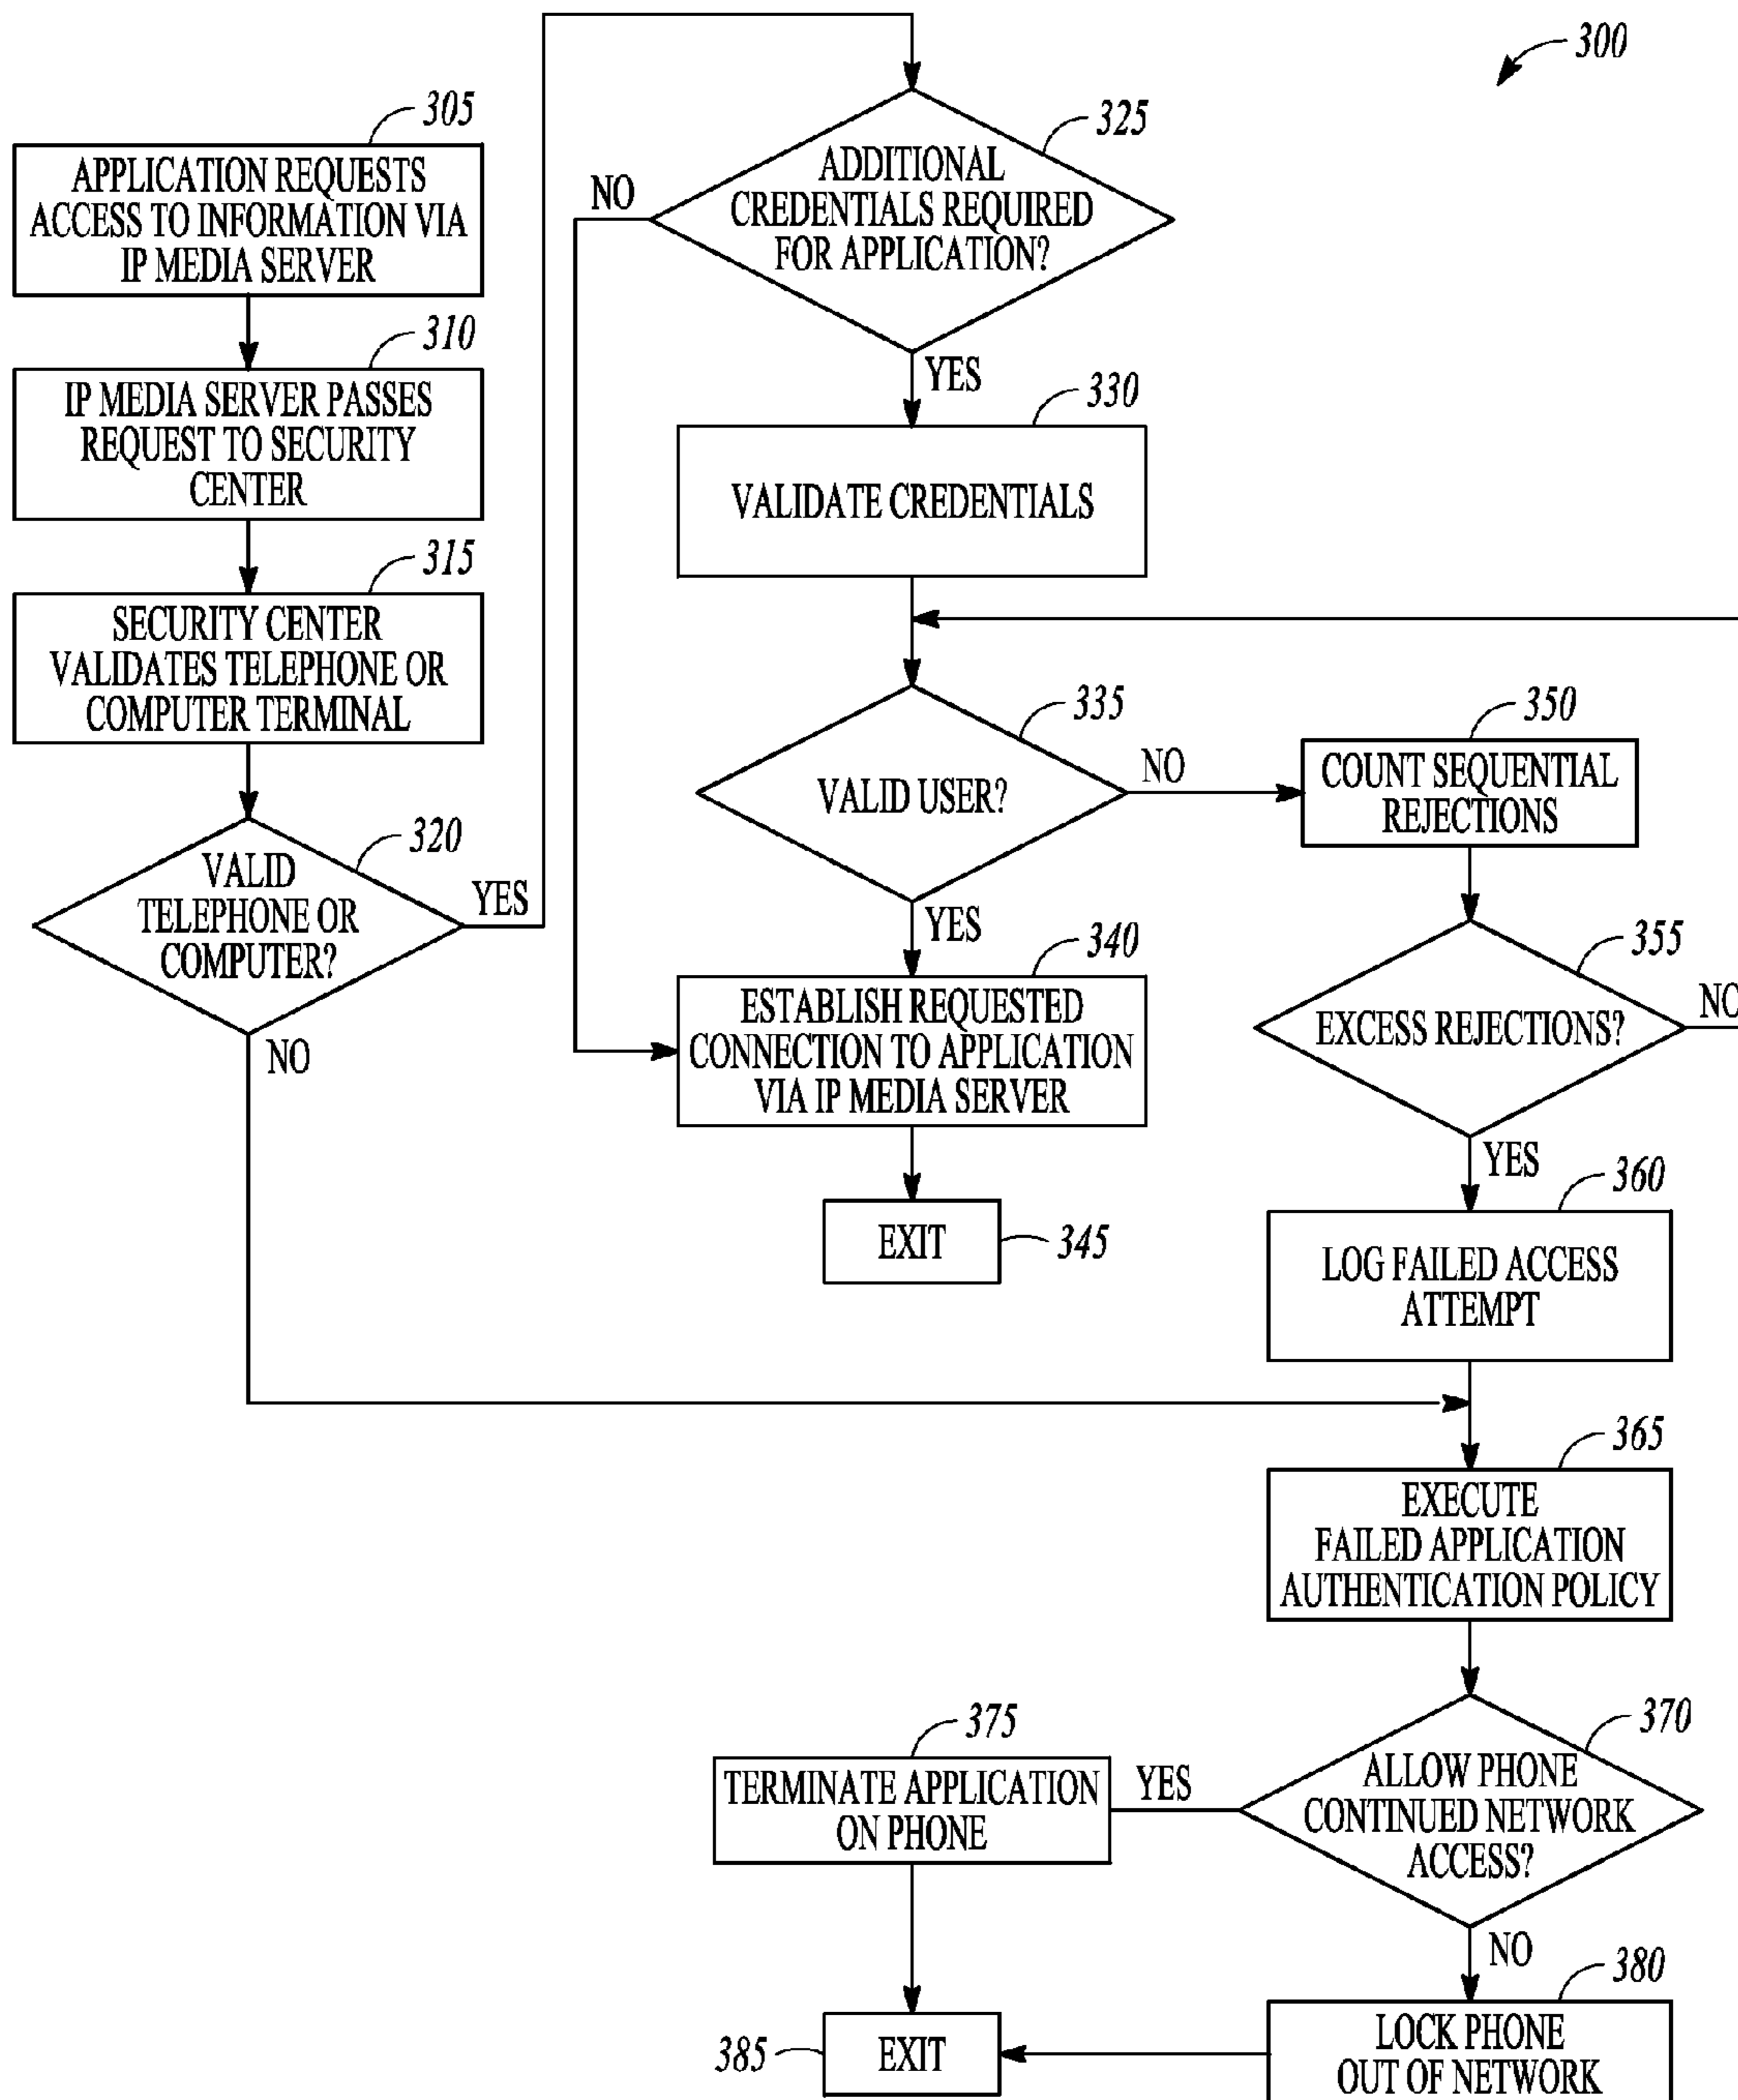 300
305
APPLICATION REQUESTS
ACCESS TO INFORMATION VIA
IP MEDIA SERVER
310
IP MEDIA SERVER PASSES
REQUEST TO SECURITY
CENTER
315
SECURITY CENTER
VALIDATES TELEPHONE OR
COMPUTER TERMINAL
320
VALID
TELEPHONE OR
COMPUTER?
YES
NO
325
ADDITIONAL
CREDENTIALS REQUIRED
FOR APPLICATION?
NO
YES
330
VALIDATE CREDENTIALS
335
VALID USER?
NO
YES
340
ESTABLISH REQUESTED
CONNECTION TO APPLICATION
VIA IP MEDIA SERVER
EXIT
345
350
COUNT SEQUENTIAL
REJECTIONS
355
EXCESS REJECTIONS?
NO
YES
360
LOG FAILED ACCESS
ATTEMPT
365
EXECUTE
FAILED APPLICATION
AUTHENTICATION POLICY
370
ALLOW PHONE
CONTINUED NETWORK
ACCESS?
YES
NO
375
TERMINATE APPLICATION
ON PHONE
380
LOCK PHONE
OUT OF NETWORK
385
EXIT